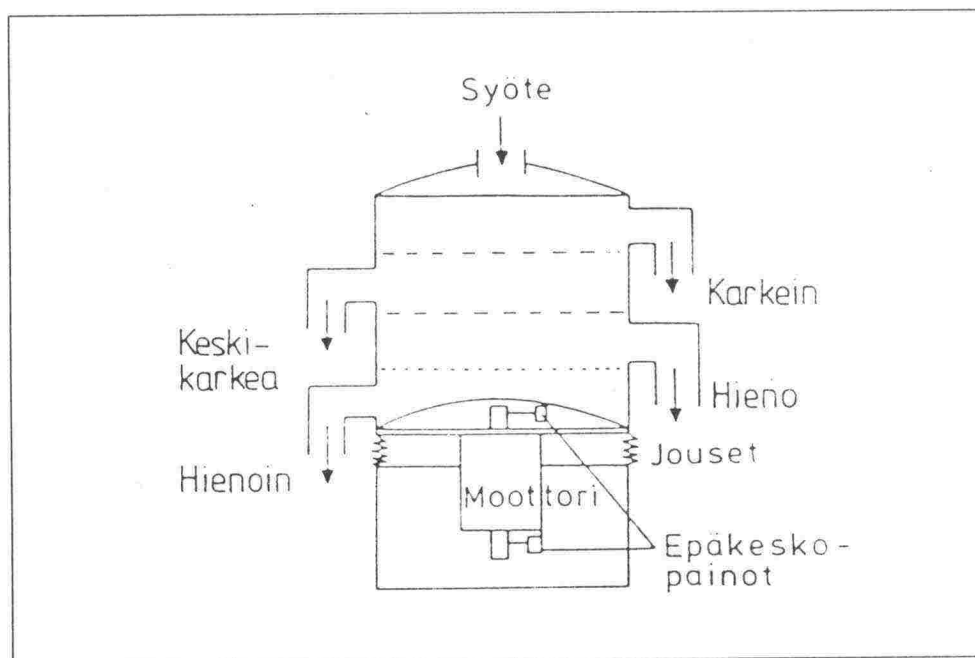 Syöte
Karkein
Keski-
karkea
Hieno
Jouset
Hienoin
Moottori
Epäkesko-
painot